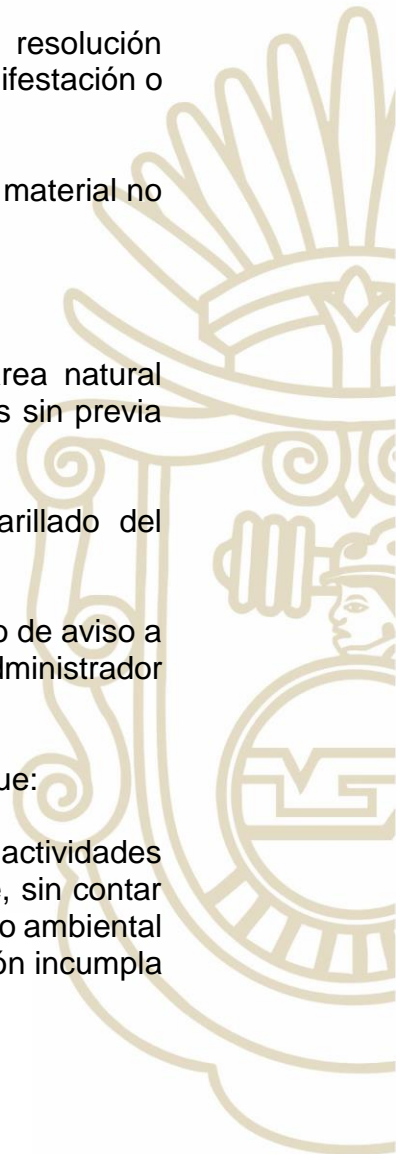 resolución
ifestación o
material no
rea natural
s sin previa
arillado del
o de aviso a
dministrador
ue:
actividades
, sin contar
o ambiental
ón incumpla